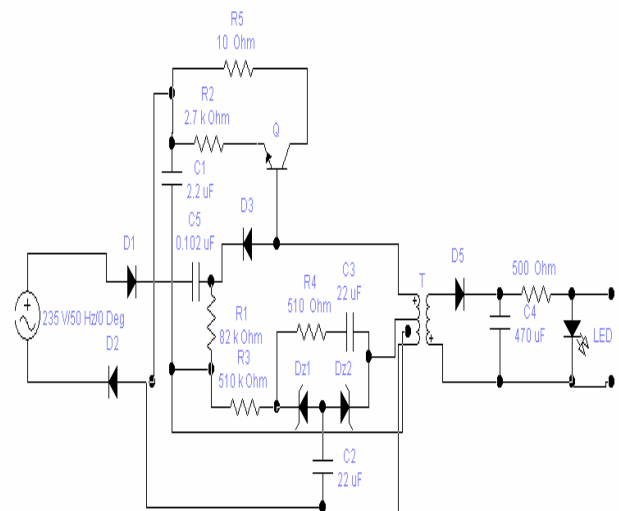 R5
10 Ohm
R2
2.7 k Ohm
Q
C1
2.2 uF
C5
0.102 uF
D3
D1
235 V/50 Hz/0 Deg
D2
R1
82 k Ohm
R3
510 k Ohm
R4
510 Ohm
C3
22 uF
Dz1
Dz2
C2
22 uF
T
D5
500 Ohm
C4
470 uF
LED